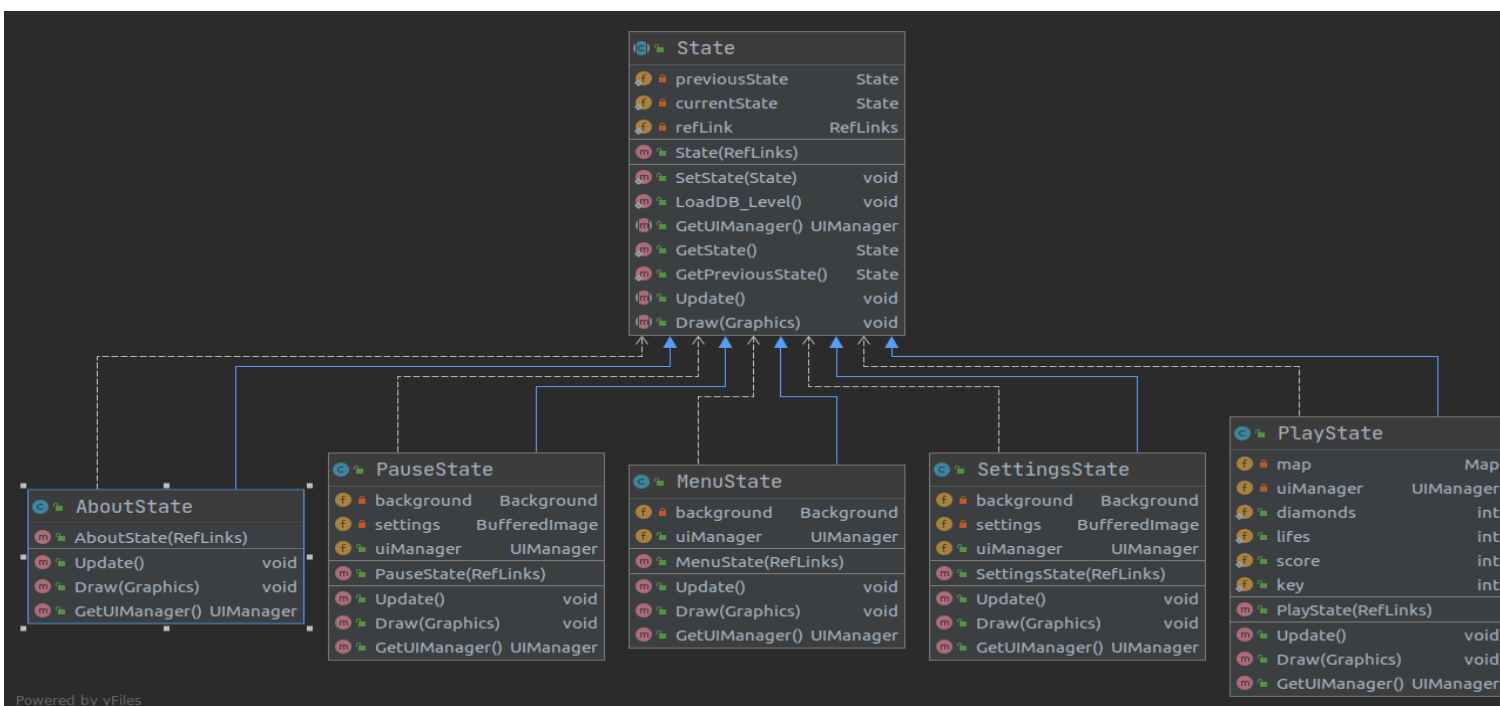 State
previousState State
currentState State
refLink RefLinks
State(RefLinks)
SetState(State) void
LoadDB_Level() void
GetUIManager() UIManager
GetState() State
GetPreviousState() State
Update() void
Draw(Graphics) void
AboutState
AboutState(RefLinks)
Update() void
Draw(Graphics) void
GetUIManager() UIManager
PauseState
background Background
settings BufferedImage
uiManager UIManager
PauseState(RefLinks)
Update() void
Draw(Graphics) void
GetUIManager() UIManager
MenuState
background Background
uiManager UIManager
MenuState(RefLinks)
Update() void
Draw(Graphics) void
GetUIManager() UIManager
SettingsState
background Background
settings BufferedImage
uiManager UIManager
SettingsState(RefLinks)
Update() void
Draw(Graphics) void
GetUIManager() UIManager
PlayState
map Map
uiManager UIManager
diamonds int
lifes int
score int
key int
PlayState(RefLinks)
Update() void
Draw(Graphics) void
GetUIManager() UIManager
Powered by yFiles